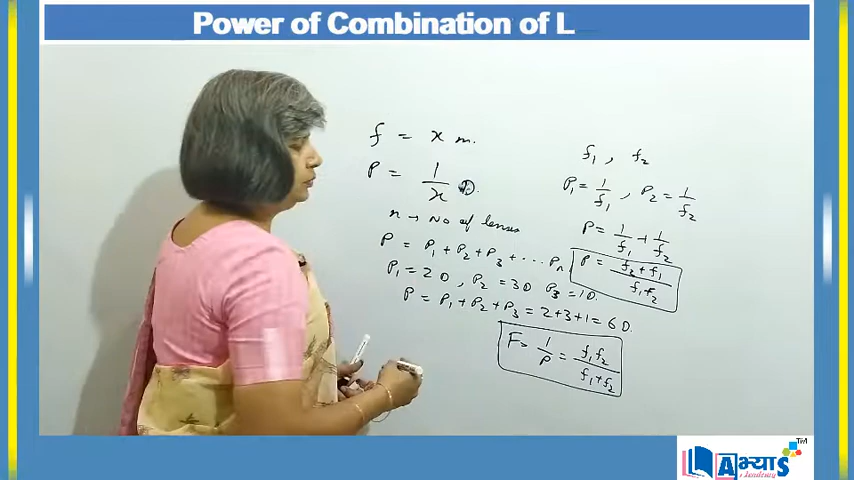 Power of Combination of L
f = x m.
P = 1/x D.
n → No of lenses
P = P₁ + P₂ + P₃ + ... Pₙ
P₁ = 2D, P₂ = 3D P₃ = 1D.
P = P₁ + P₂ + P₃ = 2+3+1 = 6D.
F = 1/P = f₁f₂/f₁+f₂
f₁, f₂
P₁ = 1/f₁, P₂ = 1/f₂
P = 1/f₁ + 1/f₂
P = f₂+f₁/f₁f₂
अभ्याS
Academy
TM